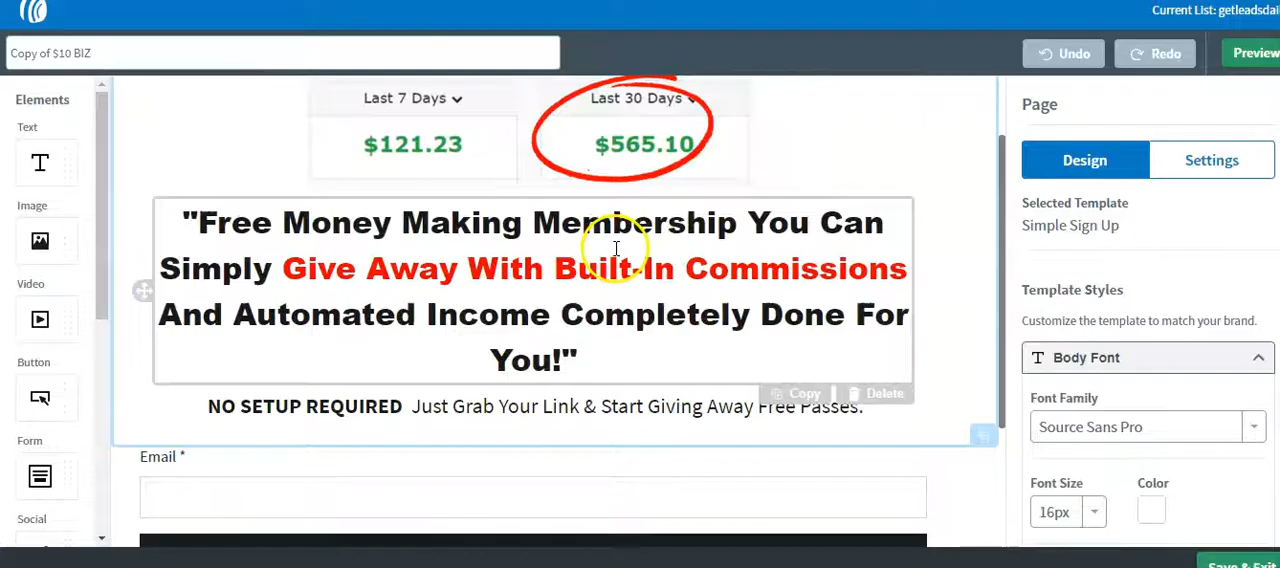 Current List: getleadsdai
Copy of $10 BIZ
Undo
Redo
Preview
Elements
Text
Image
Video
Button
Form
Social
Last 7 Days
Last 30 Days
$121.23
$565.10
"Free Money Making Membership You Can
Simply Give Away With Built-In Commissions
And Automated Income Completely Done For
You!"
Copy
Delete
NO SETUP REQUIRED Just Grab Your Link & Start Giving Away Free Passes.
Email *
Page
Design
Settings
Selected Template
Simple Sign Up
Template Styles
Customize the template to match your brand.
Body Font
Font Family
Source Sans Pro
Font Size
Color
16px
Save & Exit